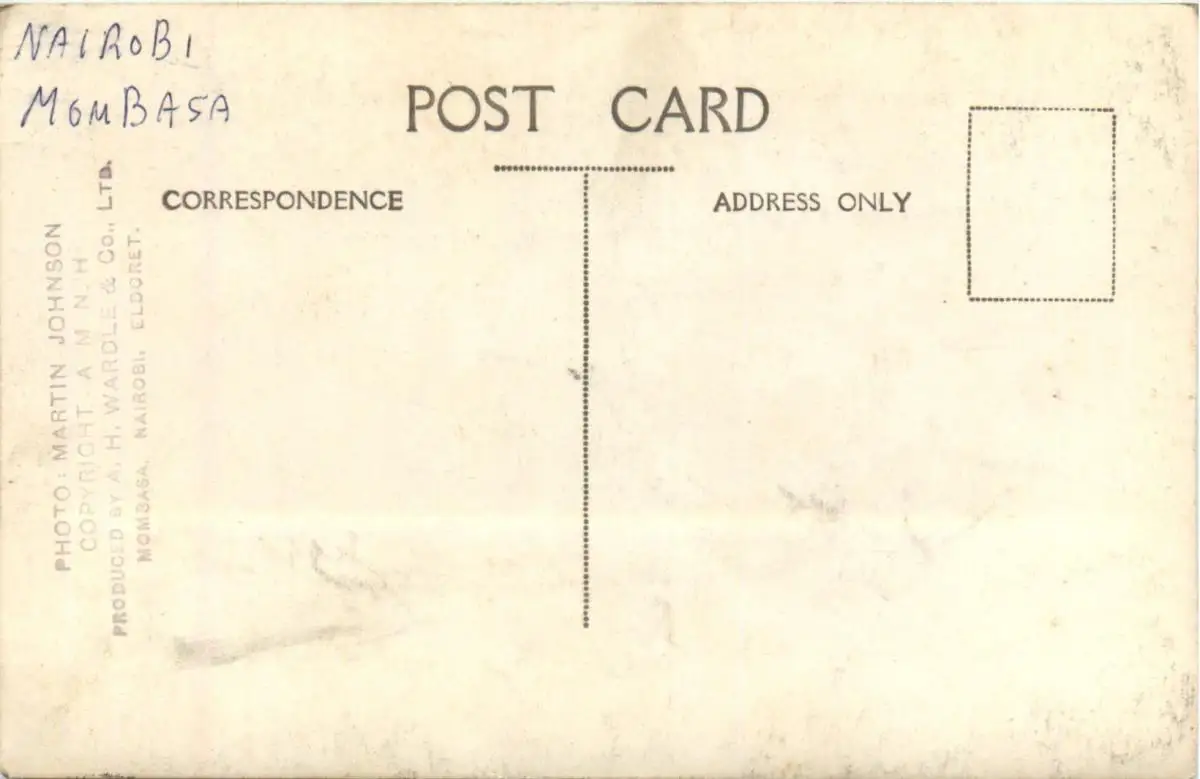 NAIROBI
MOMBASA
POST CARD
CORRESPONDENCE
ADDRESS ONLY
PHOTO: MARTIN JOHNSON
COPYRIGHT. A M N. H
PRODUCED BY A. H. WARDLE & Co., LTD.
MOMBASA. NAIROBI. ELDORET.